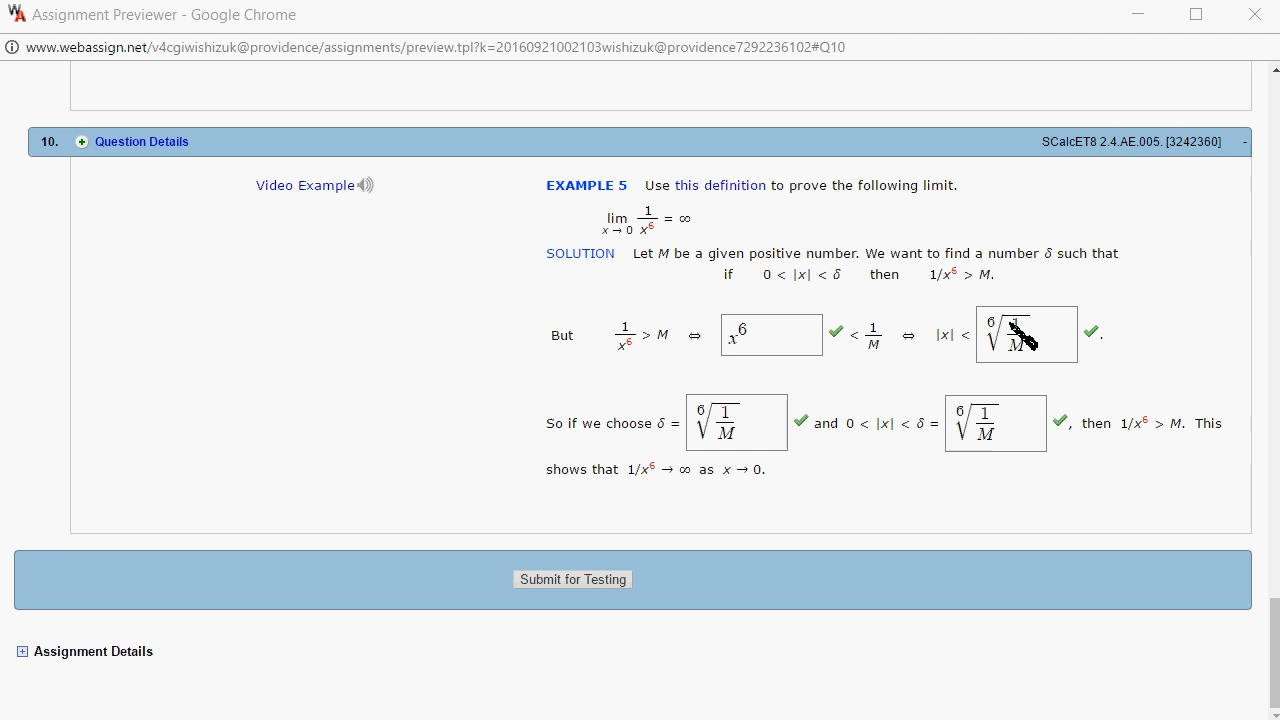 Assignment Previewer - Google Chrome
www.webassign.net/v4cgiwishizuk@providence/assignments/preview.tpl?k=20160921002103wishizuk@providence7292236102#Q10
10. Question Details SCalcET8 2.4.AE.005. [3242360] -
Video Example EXAMPLE 5 Use this definition to prove the following limit.
lim x → 0 1/x⁶ = ∞
SOLUTION Let M be a given positive number. We want to find a number δ such that
if 0 < |x| < δ then 1/x⁶ > M.
But 1/x⁶ > M ⇔ x⁶ < 1/M ⇔ |x| < ⁶√(1/M) .
So if we choose δ = ⁶√(1/M) and 0 < |x| < δ = ⁶√(1/M) , then 1/x⁶ > M. This
shows that 1/x⁶ → ∞ as x → 0.
Submit for Testing
Assignment Details